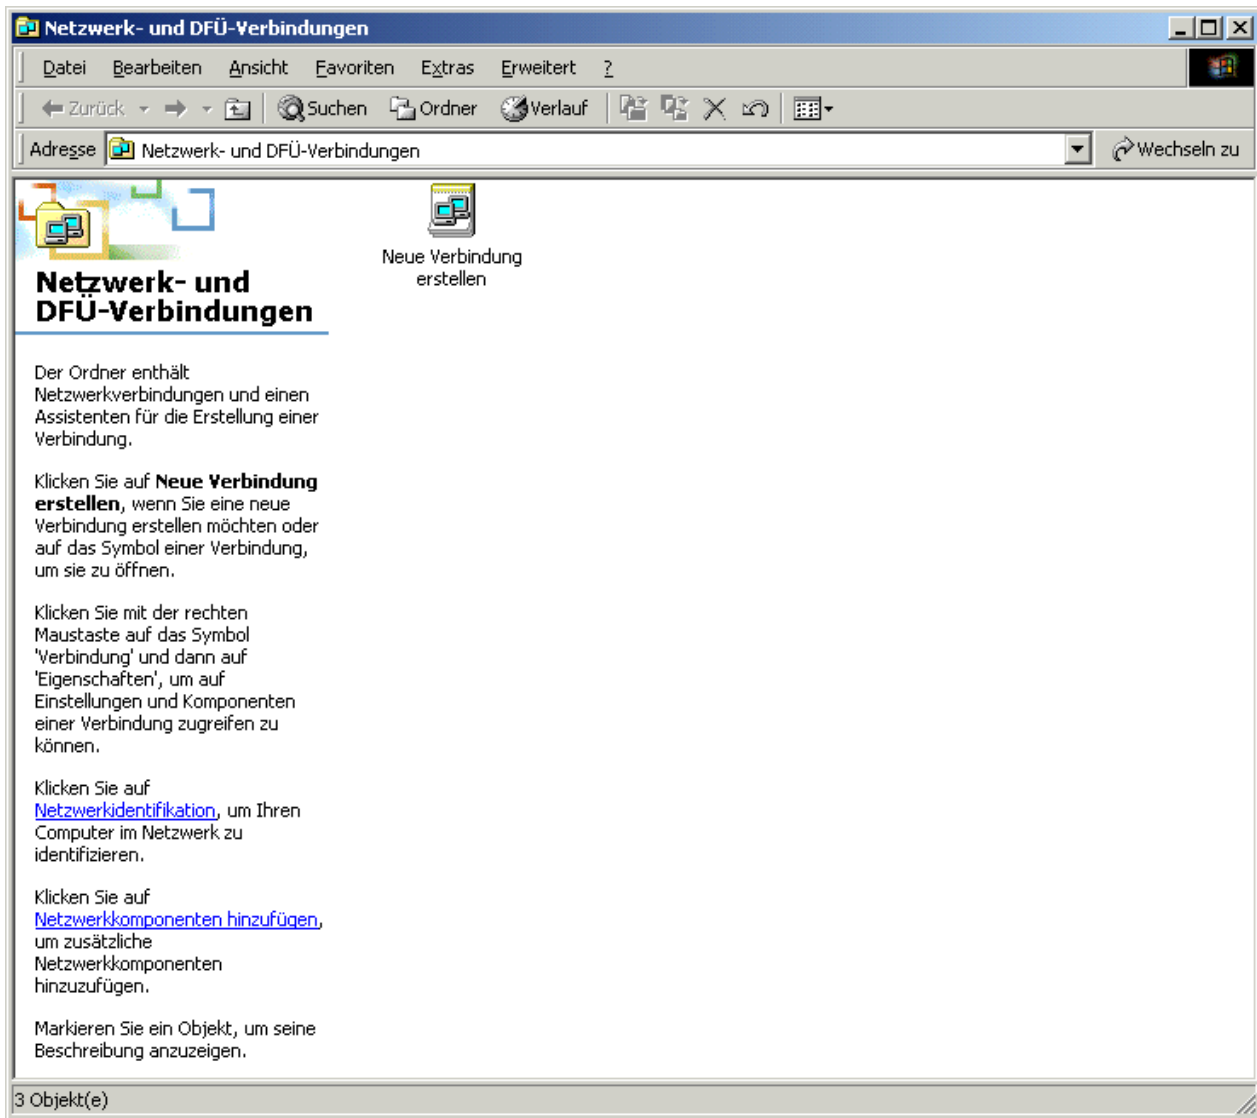 Netzwerk- und DFÜ-Verbindungen
Datei Bearbeiten Ansicht Favoriten Extras Erweitert ?
Zurück Suchen Ordner Verlauf
Adresse Netzwerk- und DFÜ-Verbindungen Wechseln zu
Netzwerk- und
DFÜ-Verbindungen
Der Ordner enthält
Netzwerkverbindungen und einen
Assistenten für die Erstellung einer
Verbindung.
Klicken Sie auf Neue Verbindung
erstellen, wenn Sie eine neue
Verbindung erstellen möchten oder
auf das Symbol einer Verbindung,
um sie zu öffnen.
Klicken Sie mit der rechten
Maustaste auf das Symbol
'Verbindung' und dann auf
'Eigenschaften', um auf
Einstellungen und Komponenten
einer Verbindung zugreifen zu
können.
Klicken Sie auf
Netzwerkidentifikation, um Ihren
Computer im Netzwerk zu
identifizieren.
Klicken Sie auf
Netzwerkkomponenten hinzufügen,
um zusätzliche
Netzwerkkomponenten
hinzuzufügen.
Markieren Sie ein Objekt, um seine
Beschreibung anzuzeigen.
Neue Verbindung
erstellen
3 Objekt(e)